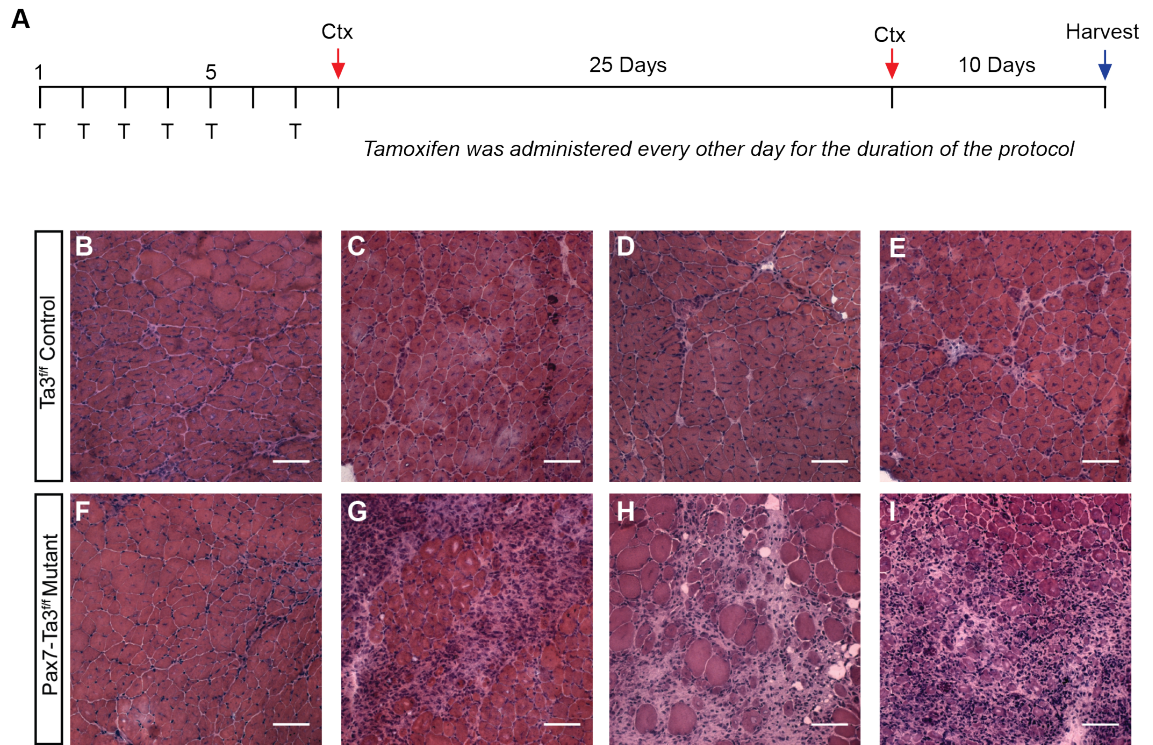 A
Ctx
Ctx
Harvest
1
5
25 Days
10 Days
T T T T T T
Tamoxifen was administered every other day for the duration of the protocol
Ta3f/f Control
B
C
D
E
Pax7-Ta3f/f Mutant
F
G
H
I